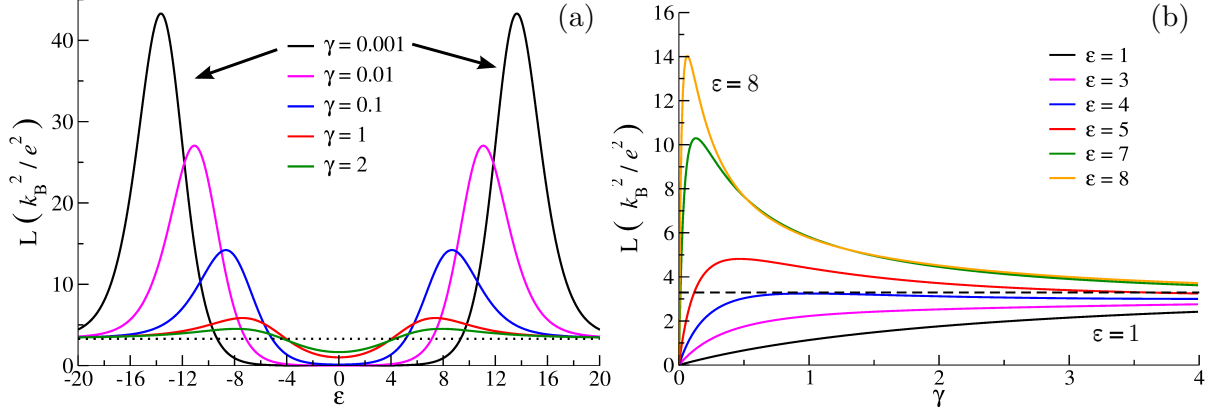 (a)
L ( k_B^2 / e^2 )
40
30
20
10
0
γ = 0.001
γ = 0.01
γ = 0.1
γ = 1
γ = 2
-20 -16 -12 -8 -4 0 4 8 12 16 20
ε
(b)
L ( k_B^2 / e^2 )
16
14
12
10
8
6
4
2
0
ε = 8
ε = 1
ε = 3
ε = 4
ε = 5
ε = 7
ε = 8
ε = 1
0 1 2 3 4
γ